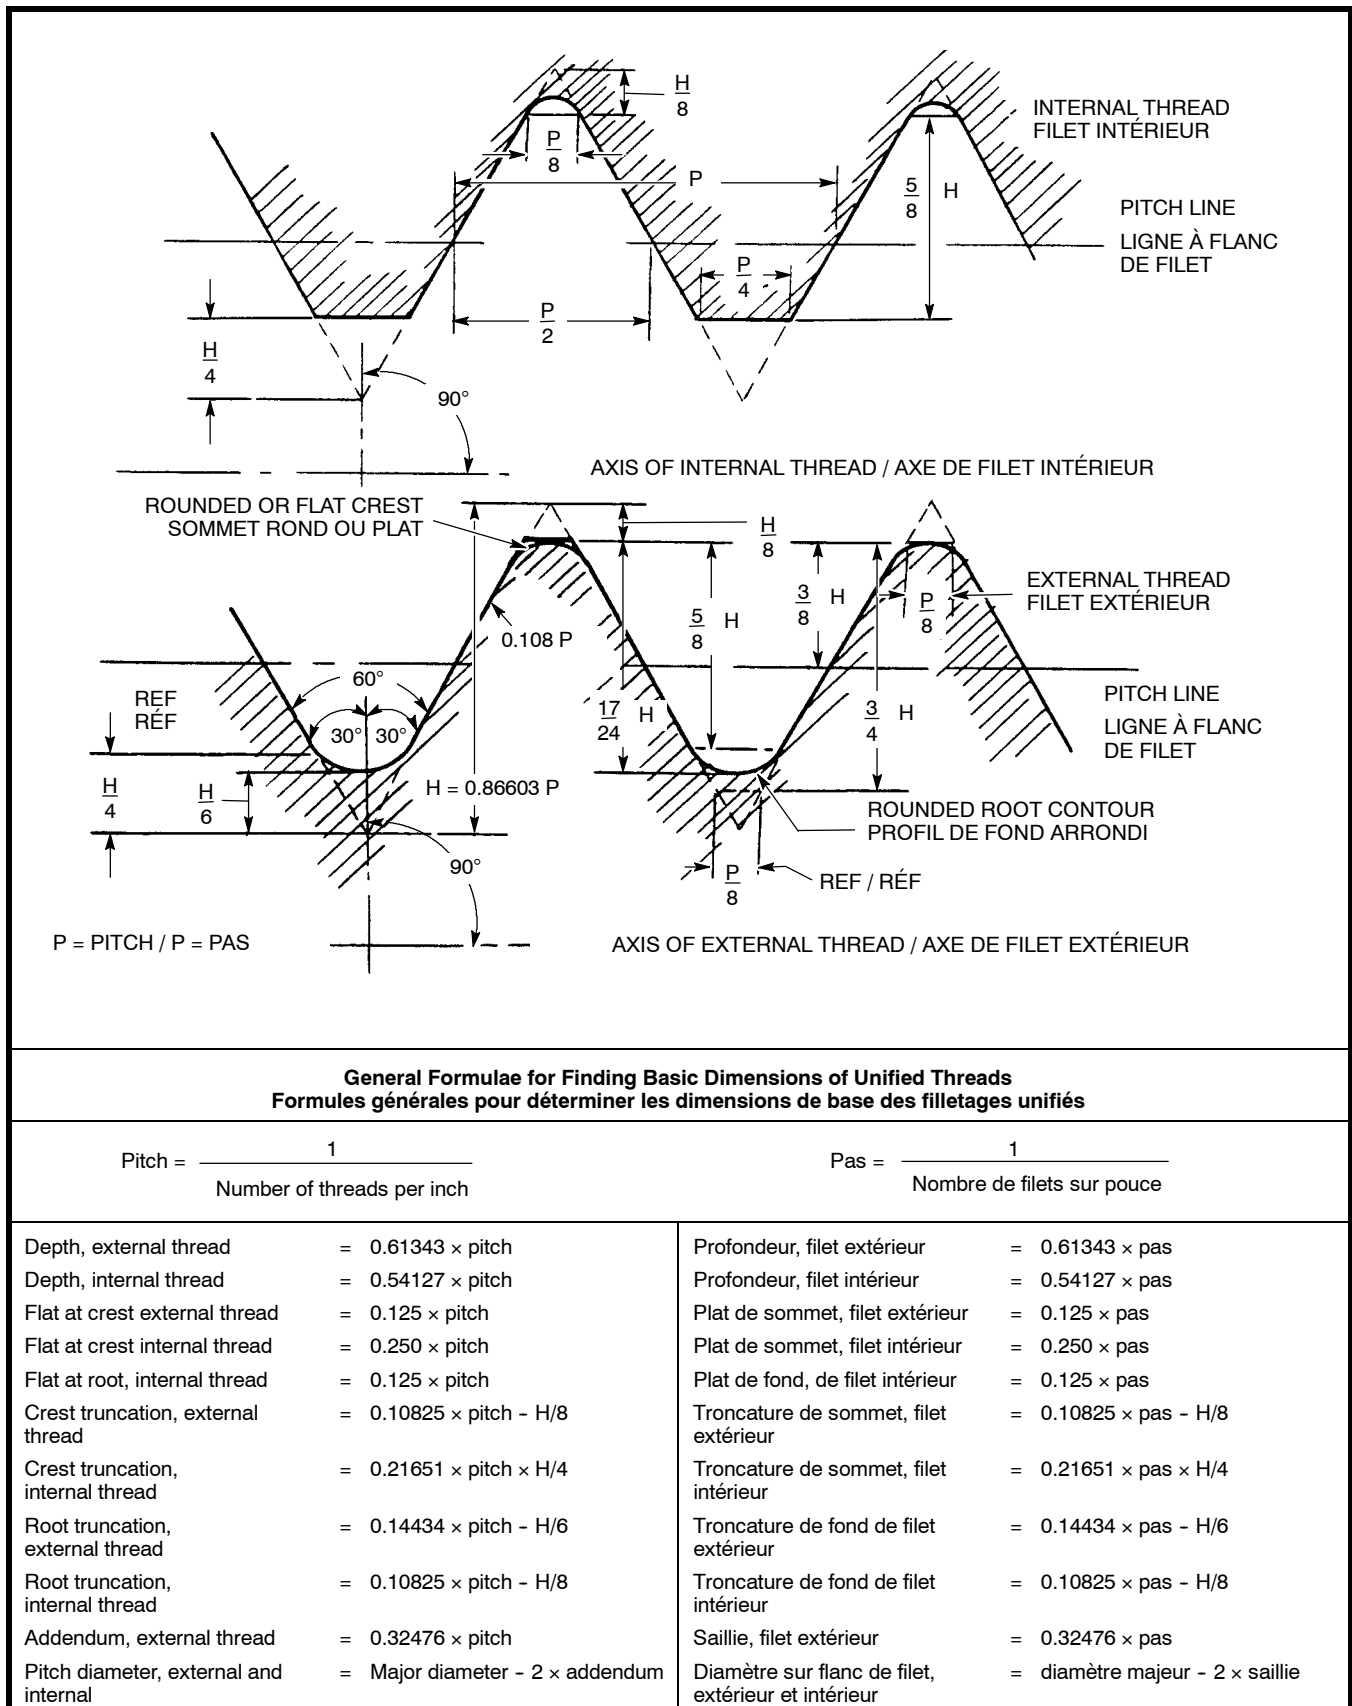 H
8
INTERNAL THREAD
FILET INTÉRIEUR
P
8
P
5
8
H
PITCH LINE
LIGNE À FLANC
DE FILET
P
4
P
2
H
4
90°
AXIS OF INTERNAL THREAD / AXE DE FILET INTÉRIEUR
ROUNDED OR FLAT CREST
SOMMET ROND OU PLAT
H
8
EXTERNAL THREAD
FILET EXTÉRIEUR
3
8
H
P
8
5
8
H
0.108 P
60°
REF
RÉF
30° 30°
17
24
H
3
4
H
PITCH LINE
LIGNE À FLANC
DE FILET
H
4
H
6
H = 0.86603 P
ROUNDED ROOT CONTOUR
PROFIL DE FOND ARRONDI
90°
P
8
REF / RÉF
P = PITCH / P = PAS
AXIS OF EXTERNAL THREAD / AXE DE FILET EXTÉRIEUR
General Formulae for Finding Basic Dimensions of Unified Threads
Formules générales pour déterminer les dimensions de base des filletages unifiés
Pitch = 1
Number of threads per inch
Pas = 1
Nombre de filets sur pouce
Depth, external thread = 0.61343 × pitch
Depth, internal thread = 0.54127 × pitch
Flat at crest external thread = 0.125 × pitch
Flat at crest internal thread = 0.250 × pitch
Flat at root, internal thread = 0.125 × pitch
Crest truncation, external = 0.10825 × pitch - H/8
thread
Crest truncation, = 0.21651 × pitch × H/4
internal thread
Root truncation, = 0.14434 × pitch - H/6
external thread
Root truncation, = 0.10825 × pitch - H/8
internal thread
Addendum, external thread = 0.32476 × pitch
Pitch diameter, external and = Major diameter - 2 × addendum
internal
Profondeur, filet extérieur = 0.61343 × pas
Profondeur, filet intérieur = 0.54127 × pas
Plat de sommet, filet extérieur = 0.125 × pas
Plat de sommet, filet intérieur = 0.250 × pas
Plat de fond, de filet intérieur = 0.125 × pas
Troncature de sommet, filet = 0.10825 × pas - H/8
extérieur
Troncature de sommet, filet = 0.21651 × pas × H/4
intérieur
Troncature de fond de filet = 0.14434 × pas - H/6
extérieur
Troncature de fond de filet = 0.10825 × pas - H/8
intérieur
Saillie, filet extérieur = 0.32476 × pas
Diamètre sur flanc de filet, = diamètre majeur - 2 × saillie
extérieur et intérieur